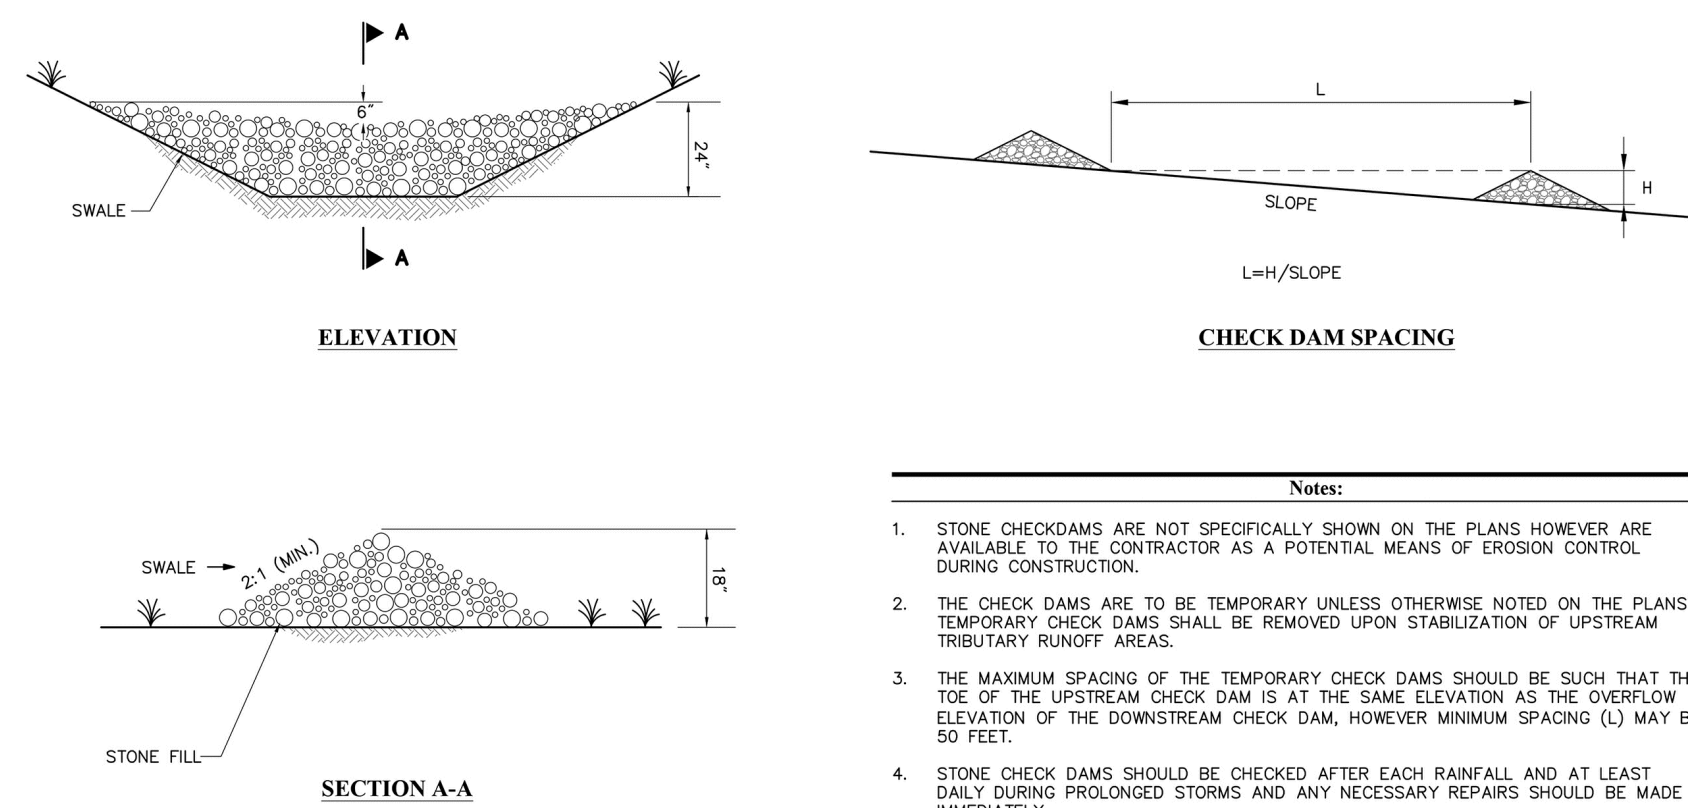 A
6"
24"
SWALE
A
ELEVATION
L
H
SLOPE
L=H/SLOPE
CHECK DAM SPACING
SWALE
2:1 (MIN.)
18"
STONE FILL
SECTION A-A
Notes:
1. STONE CHECKDAMS ARE NOT SPECIFICALLY SHOWN ON THE PLANS HOWEVER ARE
AVAILABLE TO THE CONTRACTOR AS A POTENTIAL MEANS OF EROSION CONTROL
DURING CONSTRUCTION.
2. THE CHECK DAMS ARE TO BE TEMPORARY UNLESS OTHERWISE NOTED ON THE PLANS
TEMPORARY CHECK DAMS SHALL BE REMOVED UPON STABILIZATION OF UPSTREAM
TRIBUTARY RUNOFF AREAS.
3. THE MAXIMUM SPACING OF THE TEMPORARY CHECK DAMS SHOULD BE SUCH THAT
TOE OF THE UPSTREAM CHECK DAM IS AT THE SAME ELEVATION AS THE OVERFLOW
ELEVATION OF THE DOWNSTREAM CHECK DAM, HOWEVER MINIMUM SPACING (L) MAY
50 FEET.
4. STONE CHECK DAMS SHOULD BE CHECKED AFTER EACH RAINFALL AND AT LEAST
DAILY DURING PROLONGED STORMS AND ANY NECESSARY REPAIRS SHOULD BE MADE